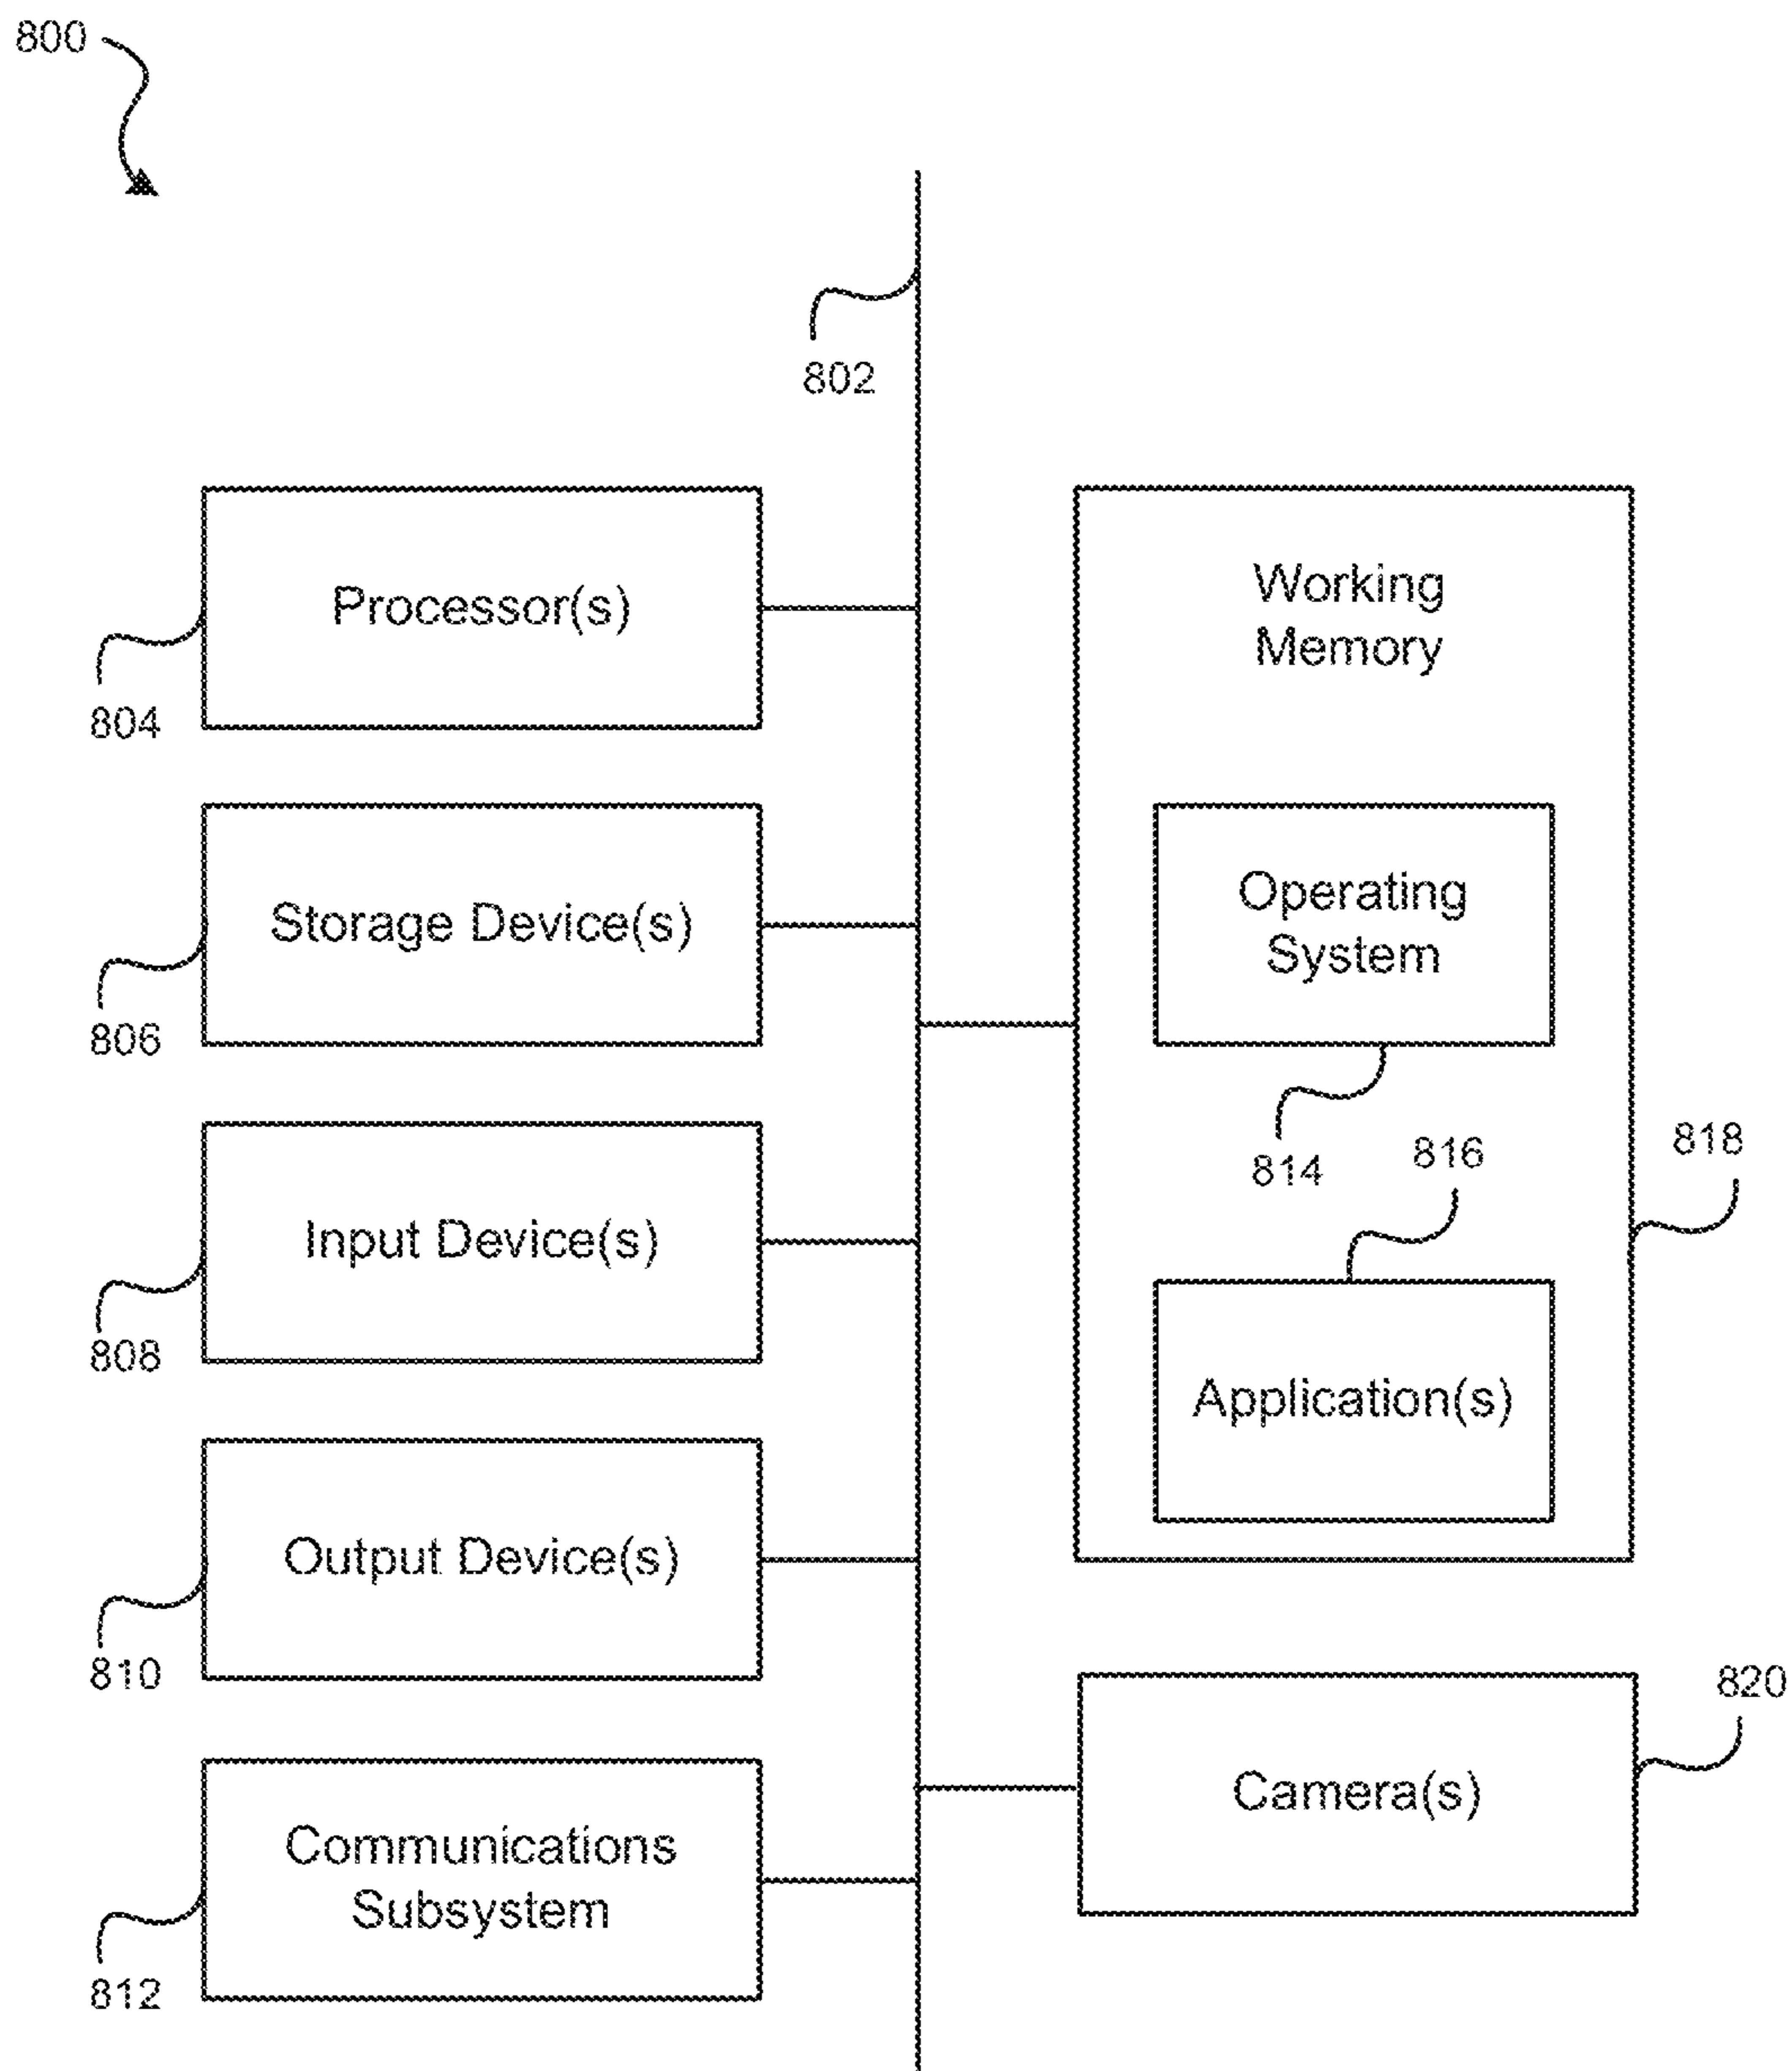 800
802
Processor(s)
804
Storage Device(s)
806
Input Device(s)
808
Output Device(s)
810
Communications
Subsystem
812
Working
Memory
Operating
System
814
816
818
Application(s)
820
Camera(s)